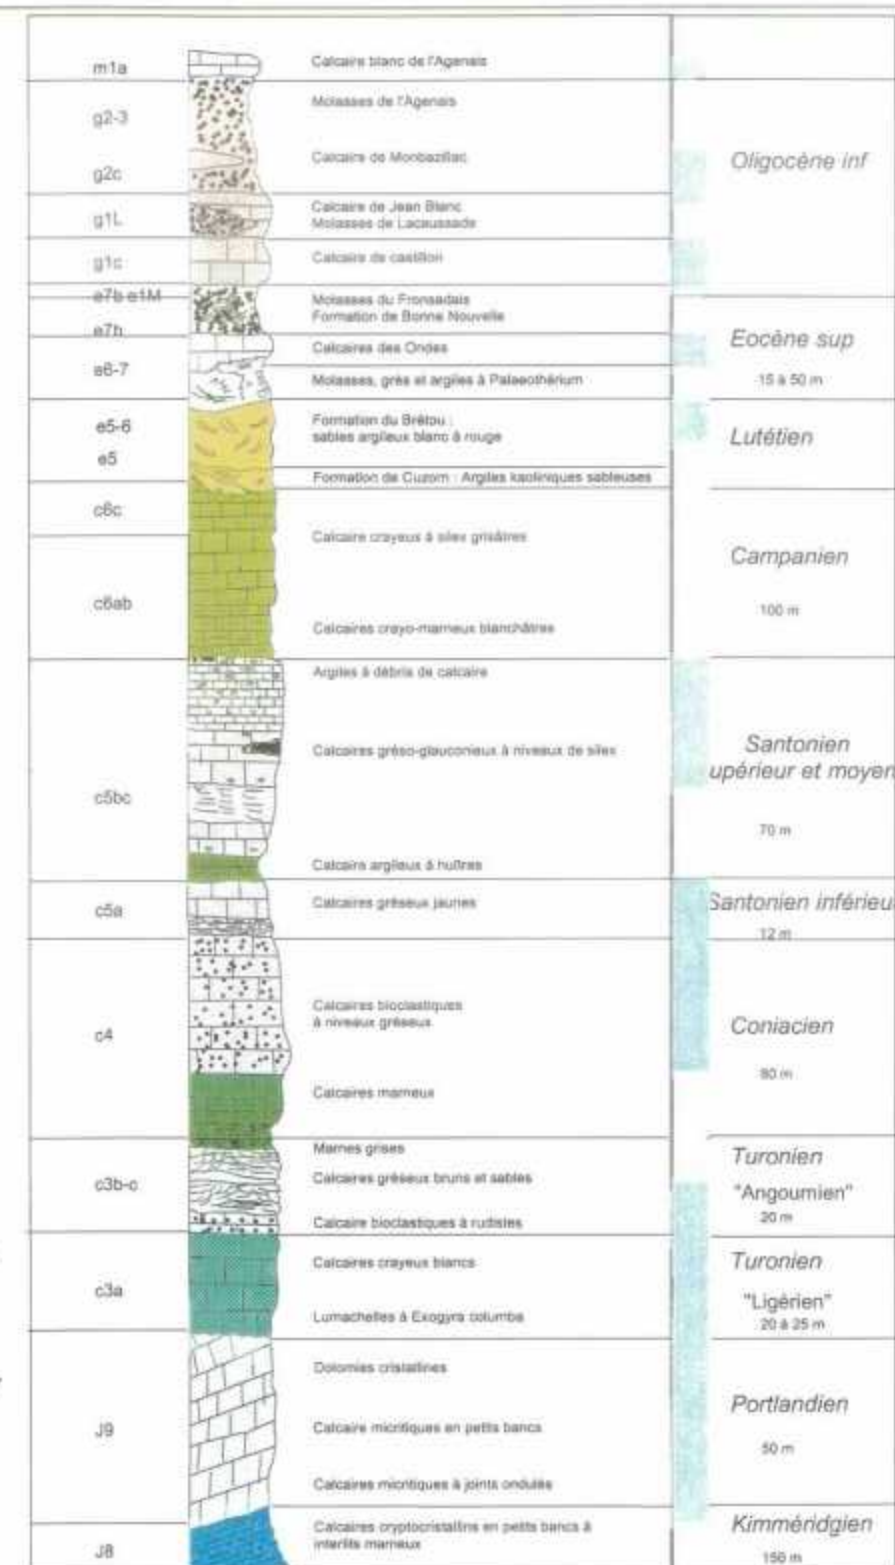 m1a
Calcaire blanc de l'Agenais
g2-3
Molasses de l'Agenais
g2c
Calcaire de Monbazillac
Oligocène inf
g1L
Calcaire de Jean Blanc
Molasses de Lacaussade
g1c
Calcaire de castillon
e7b e1M
Molasses du Fronsadais
e7h
Formation de Bonne Nouvelle
Eocène sup
15 à 50 m
e6-7
Calcaires des Ondes
Molasses, grès et argiles à Palaeothérium
e5-6
Formation du Brétou :
sables argileux blanc à rouge
Lutétien
e5
Formation de Cuzorn : Argiles kaoliniques sableuses
c6c
Calcaire crayeux à silex grisâtres
Campanien
100 m
c6ab
Calcaires crayo-marneux blanchâtres
Argiles à débris de calcaire
c5bc
Calcaires gréso-glauconieux à niveaux de silex
Santonien
upérieur et moyen
70 m
Calcaire argileux à huîtres
c5a
Calcaires gréseux jaunes
Santonien inférieu
12 m
c4
Calcaires bioclastiques
à niveaux gréseux
Coniacien
80 m
Calcaires marneux
c3b-c
Marnes grises
Calcaires gréseux bruns et sables
Calcaire bioclastiques à rudistes
Turonien
"Angoumien"
20 m
c3a
Calcaires crayeux blancs
Lumachelles à Exogyra columba
Turonien
"Ligérien"
20 à 25 m
J9
Dolomies cristallines
Calcaire micritiques en petits bancs
Calcaires micritiques à joints ondulés
Portlandien
50 m
J8
Calcaires cryptocristallins en petits bancs à
interlits marneux
Kimméridgien
150 m